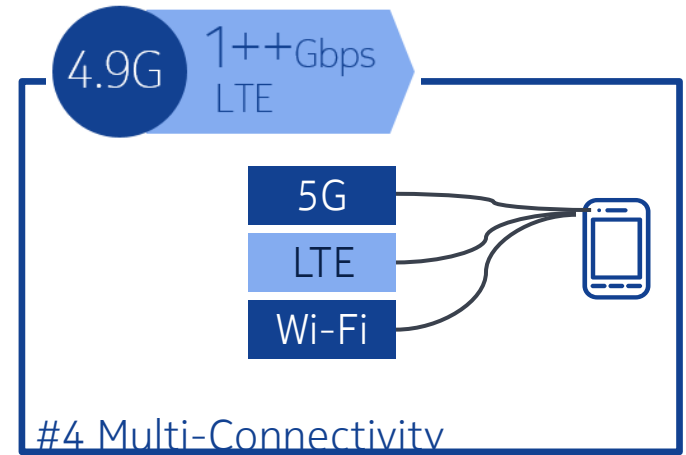 4.9G
1++Gbps
LTE
5G
LTE
Wi-Fi
#4 Multi-Connectivity